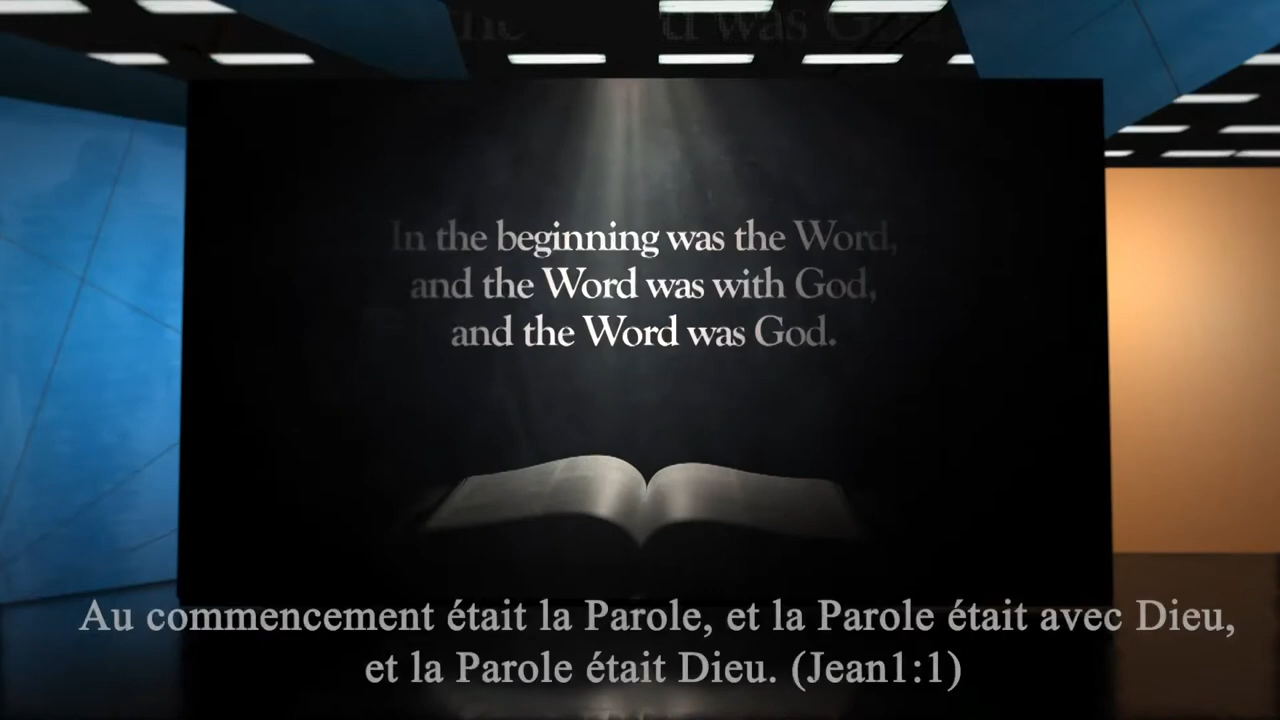 In the beginning was the Word,
and the Word was with God,
and the Word was God.
Au commencement était la Parole, et la Parole était avec Dieu,
et la Parole était Dieu. (Jean1:1)